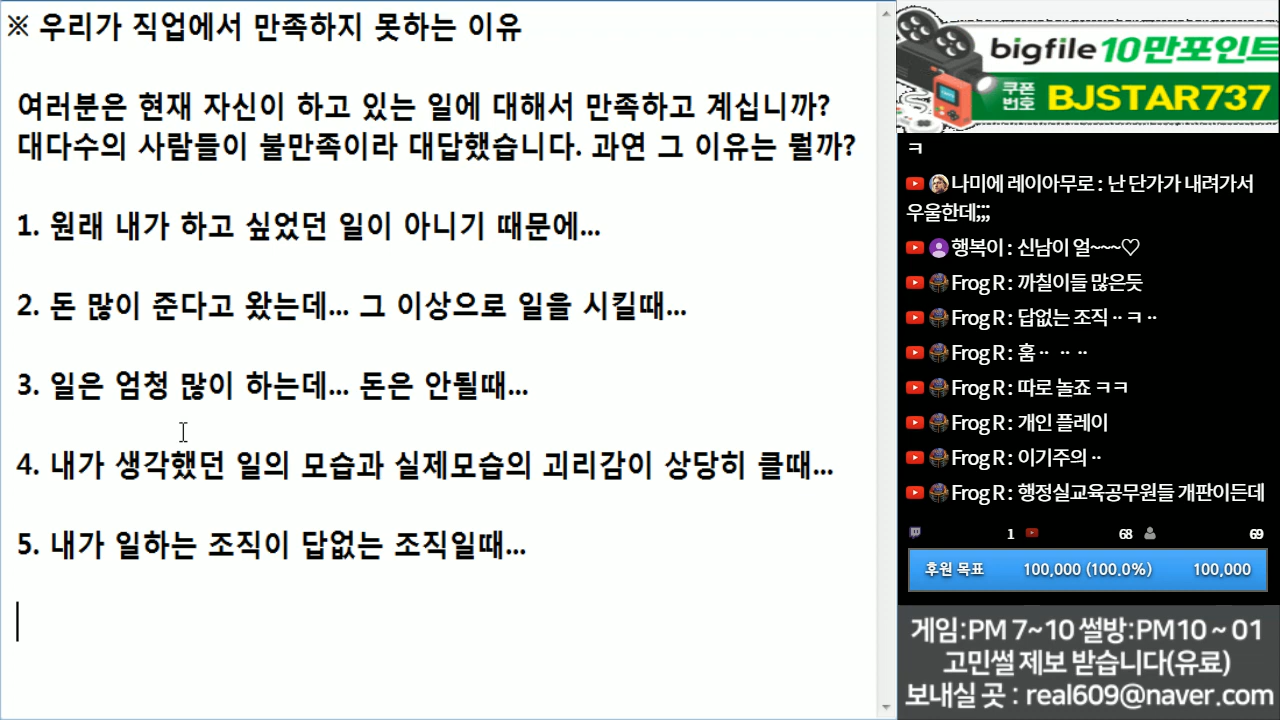 ※ 우리가 직업에서 만족하지 못하는 이유
여러분은 현재 자신이 하고 있는 일에 대해서 만족하고 계십니까?
대다수의 사람들이 불만족이라 대답했습니다. 과연 그 이유는 뭘까?
1. 원래 내가 하고 싶었던 일이 아니기 때문에...
2. 돈 많이 준다고 왔는데... 그 이상으로 일을 시킬때...
3. 일은 엄청 많이 하는데... 돈은 안될때...
4. 내가 생각했던 일의 모습과 실제모습의 괴리감이 상당히 클때...
5. 내가 일하는 조직이 답없는 조직일때...
bigfile 10만포인트
쿠폰
번호 BJSTAR737
ㅋ
나미에 레이아무로 : 난 단가가 내려가서
우울한데;;;
행복이 : 신남이 얼~~~♡
Frog R : 까칠이들 많은듯
Frog R : 답없는 조직 ·· ㅋ ··
Frog R : 훔 ·· ·· ··
Frog R : 따로 놀죠 ㅋㅋ
Frog R : 개인 플레이
Frog R : 이기주의 ··
Frog R : 행정실교육공무원들 개판이든데
1 68 69
후원 목표 100,000 (100.0%) 100,000
게임:PM 7~10 썰방:PM10 ~ 01
고민썰 제보 받습니다(유료)
보내실 곳 : real609@naver.com